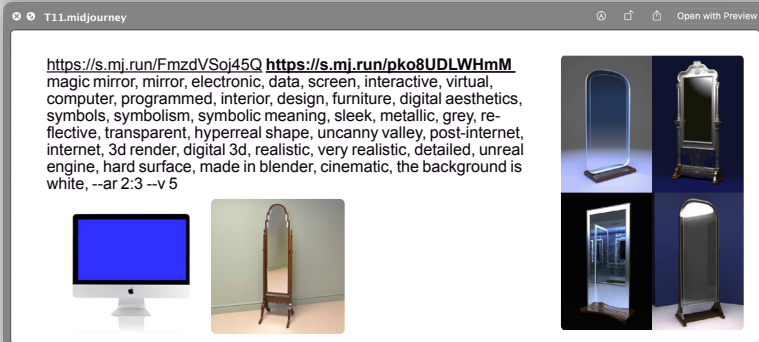 T11.midjourney
Open with Preview
https://s.mj.run/FmzdVSoj45Q https://s.mj.run/pko8UDLWHmM
magic mirror, mirror, electronic, data, screen, interactive, virtual,
computer, programmed, interior, design, furniture, digital aesthetics,
symbols, symbolism, symbolic meaning, sleek, metallic, grey, re-
flective, transparent, hyperreal shape, uncanny valley, post-internet,
internet, 3d render, digital 3d, realistic, very realistic, detailed, unreal
engine, hard surface, made in blender, cinematic, the background is
white, --ar 2:3 --v 5